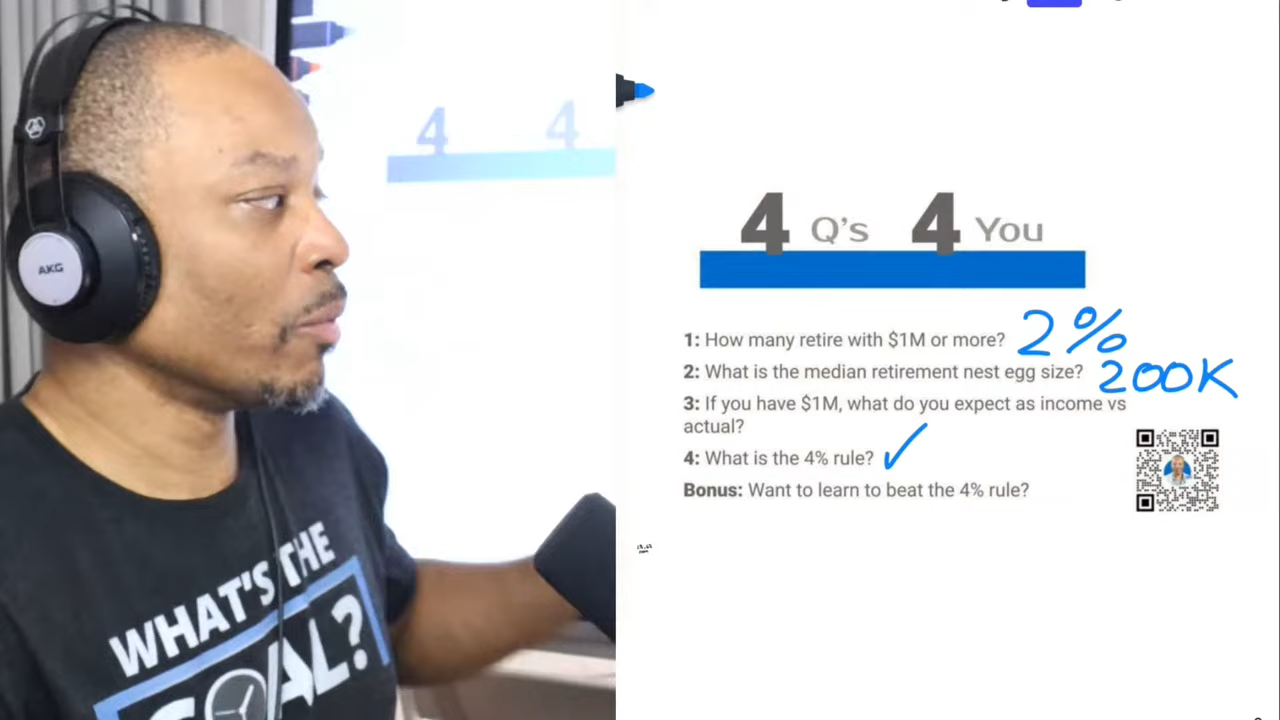 AKG
WHAT'S THE
GOAL?
4 4
4 Q's 4 You
1: How many retire with $1M or more? 2%
2: What is the median retirement nest egg size? 200K
3: If you have $1M, what do you expect as income vs
actual?
4: What is the 4% rule? ✓
Bonus: Want to learn to beat the 4% rule?